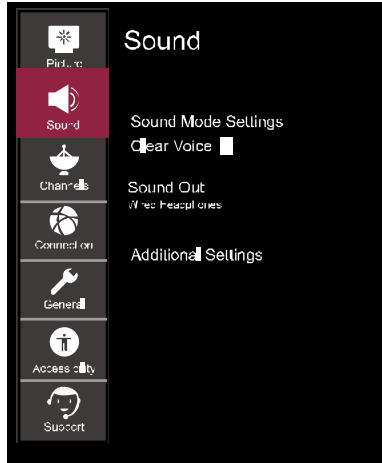 Picture
Sound
Channels
Connection
General
Accessibility
Support
Sound
Sound Mode Settings
Clear Voice
Sound Out
Wired Headphones
Additional Settings